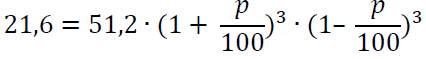 21,6 = 51,2 · (1 + p/100)³ · (1– p/100)³